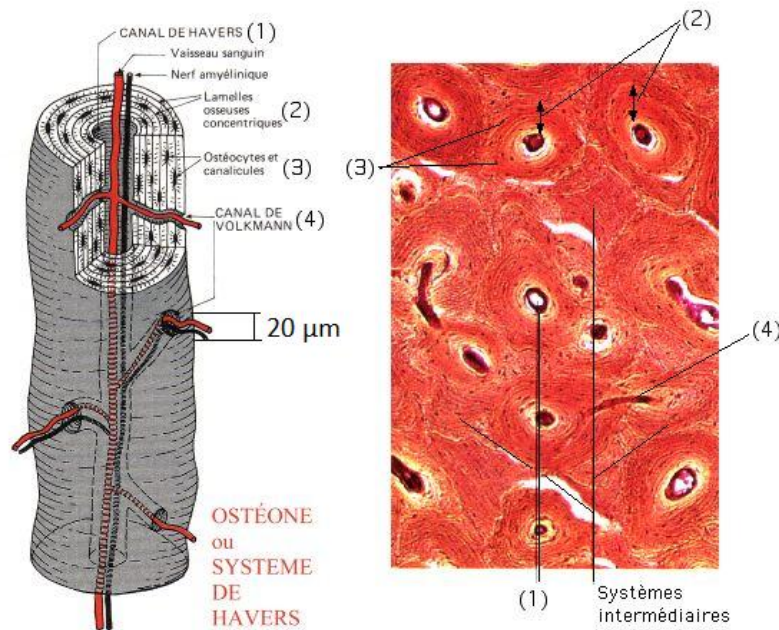 CANAL DE HAVERS (1)
Vaisseau sanguin
Nerf amyélinique
Lamelles
osseuses
concentriques
(2)
Ostéocytes et
canalicules
(3)
CANAL DE
VOLKMANN
(4)
20 µm
OSTÉONE
ou
SYSTEME
DE
HAVERS
(2)
(3)
(4)
(1)
Systèmes
intermédiaires